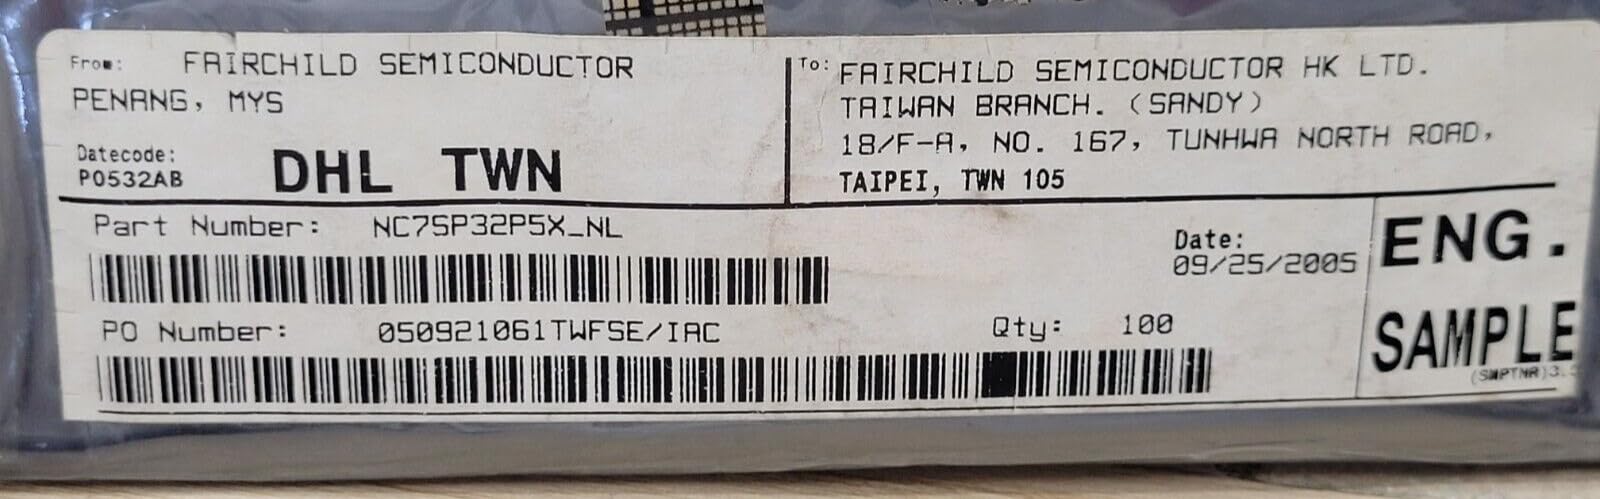 From: FAIRCHILD SEMICONDUCTOR
PENANG, MYS
Datecode:
P0532AB
DHL TWN
To: FAIRCHILD SEMICONDUCTOR HK LTD.
TAIWAN BRANCH. (SANDY)
18/F-A, NO. 167, TUNHWA NORTH ROAD,
TAIPEI, TWN 105
Part Number: NC7SP32P5X_NL
Date:
09/25/2005
ENG.
SAMPLE
PO Number: 050921061TWFSE/IAC
Qty: 100